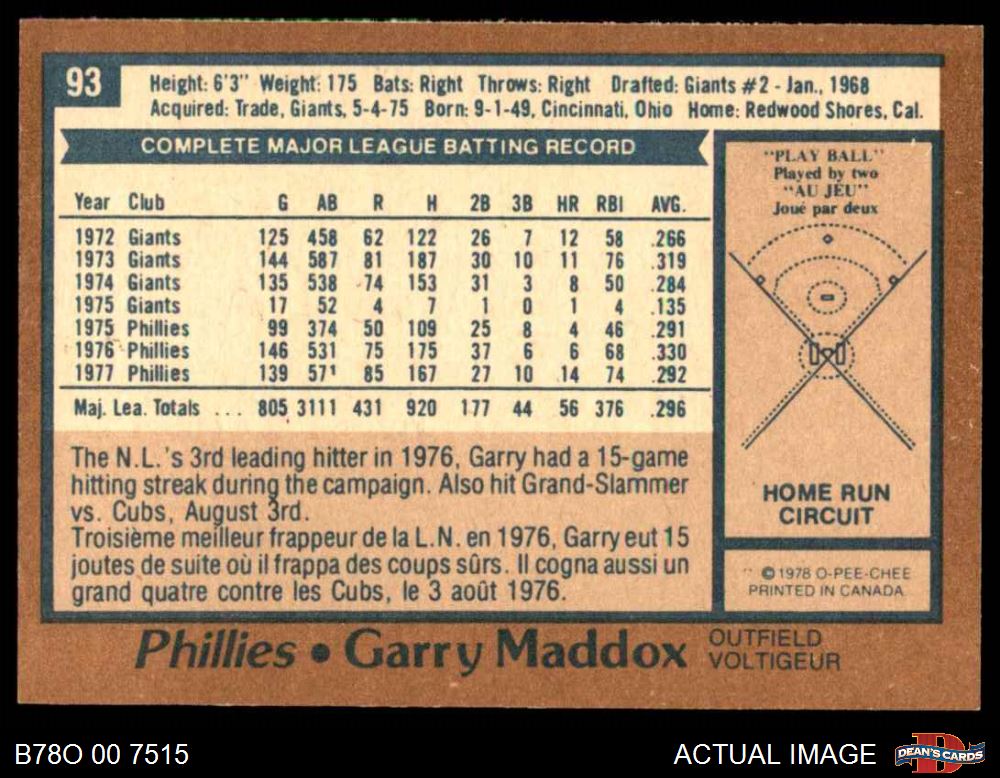 93
Height: 6'3" Weight: 175 Bats: Right Throws: Right Drafted: Giants #2 - Jan., 1968
Acquired: Trade, Giants, 5-4-75 Born: 9-1-49, Cincinnati, Ohio Home: Redwood Shores, Cal.
COMPLETE MAJOR LEAGUE BATTING RECORD
Year Club G AB R H 2B 3B HR RBI AVG.
1972 Giants 125 458 62 122 26 7 12 58 .266
1973 Giants 144 587 81 187 30 10 11 76 .319
1974 Giants 135 538 74 153 31 3 8 50 .284
1975 Giants 17 52 4 7 1 0 1 4 .135
1975 Phillies 99 374 50 109 25 8 4 46 .291
1976 Phillies 146 531 75 175 37 6 6 68 .330
1977 Phillies 139 571 85 167 27 10 14 74 .292
Maj. Lea. Totals ... 805 3111 431 920 177 44 56 376 .296
The N.L.'s 3rd leading hitter in 1976, Garry had a 15-game
hitting streak during the campaign. Also hit Grand-Slammer
vs. Cubs, August 3rd.
Troisième meilleur frappeur de la L.N. en 1976, Garry eut 15
joutes de suite où il frappa des coups sûrs. Il cogna aussi un
grand quatre contre les Cubs, le 3 août 1976.
"PLAY BALL"
Played by two
"AU JEU"
Joué par deux
HOME RUN
CIRCUIT
©1978 O-PEE-CHEE
PRINTED IN CANADA
Phillies • Garry Maddox
OUTFIELD
VOLTIGEUR
B78O 00 7515
ACTUAL IMAGE
DEAN'S CARDS